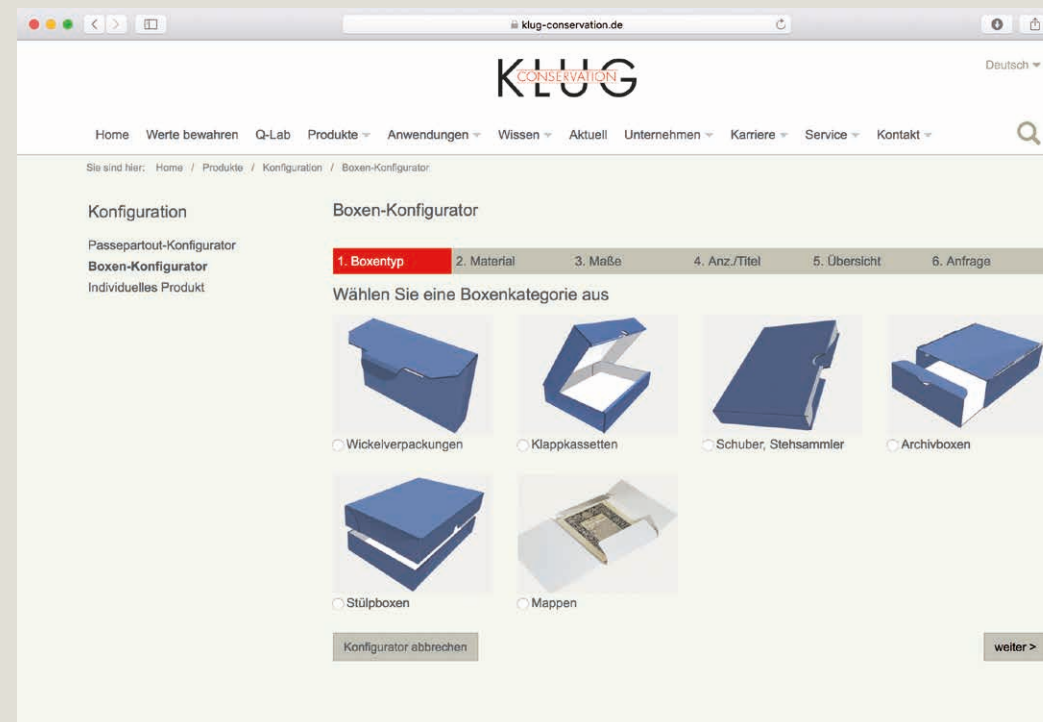 klug-conservation.de
KLUG
CONSERVATION
Deutsch
Home Werte bewahren Q-Lab Produkte Anwendungen Wissen Aktuell Unternehmen Karriere Service Kontakt
Sie sind hier: Home / Produkte / Konfiguration / Boxen-Konfigurator
Konfiguration
Passepartout-Konfigurator
Boxen-Konfigurator
Individuelles Produkt
Boxen-Konfigurator
1. Boxentyp 2. Material 3. Maße 4. Anz./Titel 5. Übersicht 6. Anfrage
Wählen Sie eine Boxenkategorie aus
Wickelverpackungen Klappkassetten Schuber, Stehsammler Archivboxen
Stülpboxen Mappen
Konfigurator abbrechen weiter >